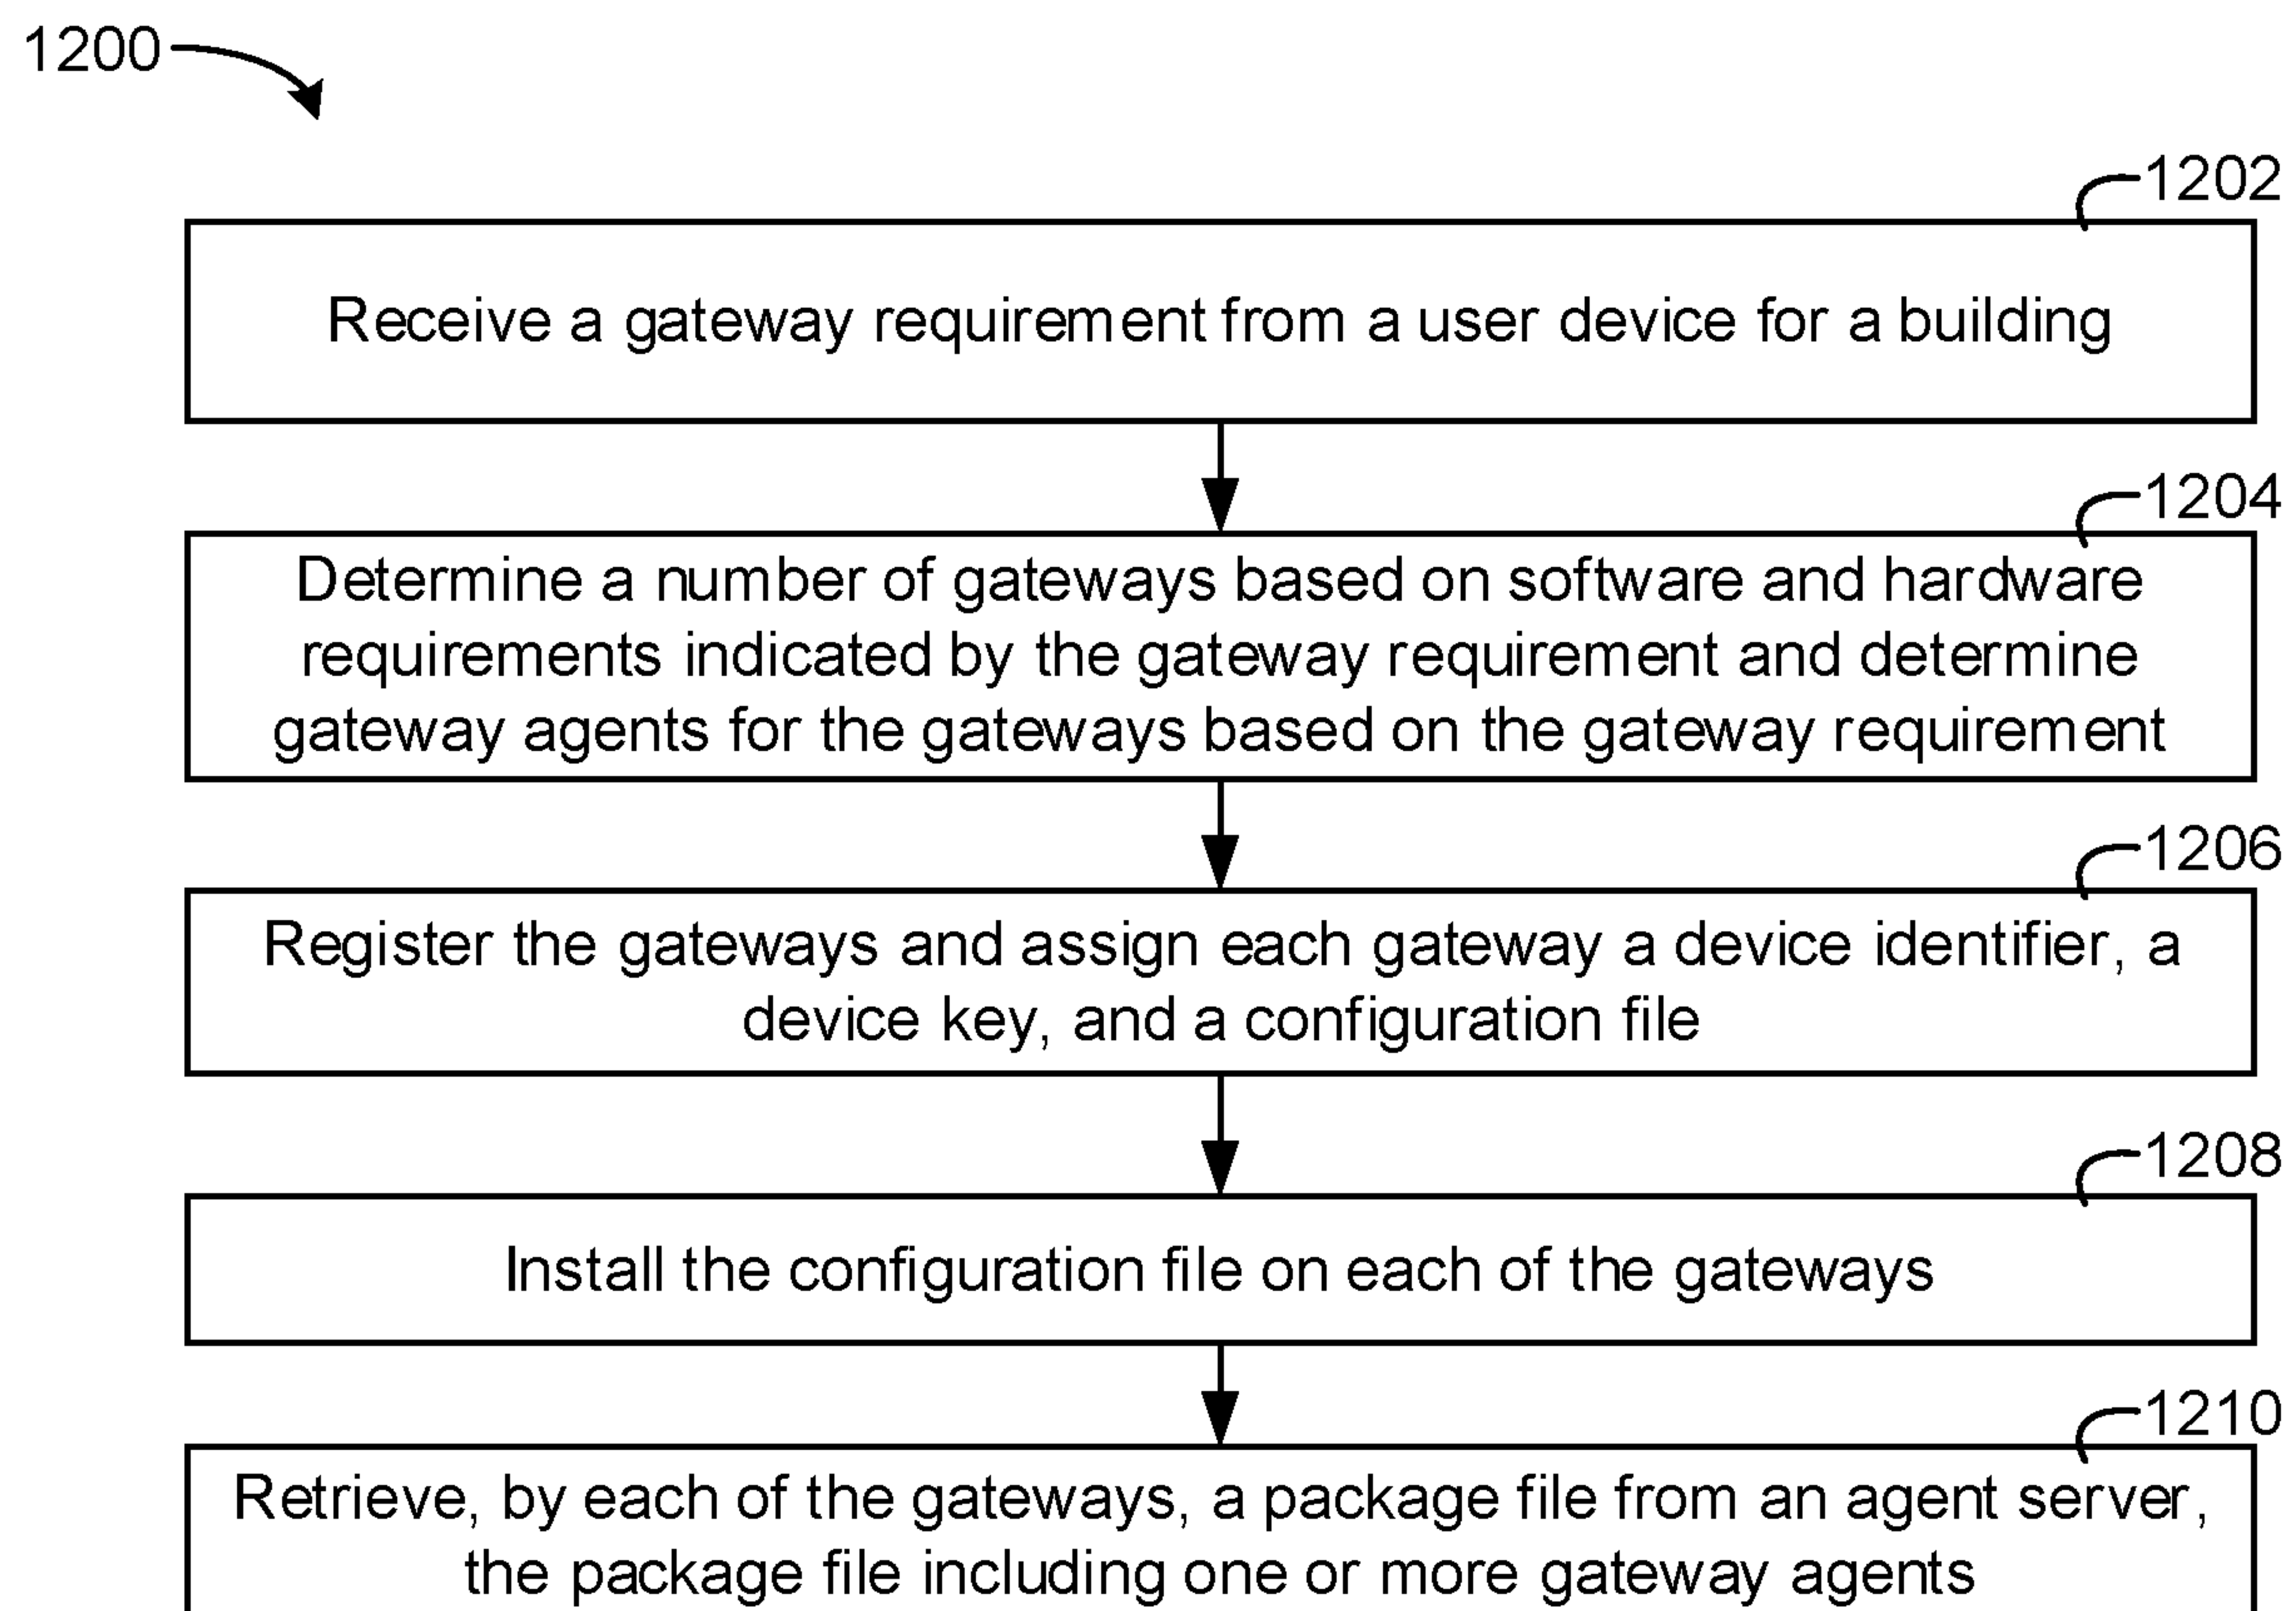 1200
1202
Receive a gateway requirement from a user device for a building
1204
Determine a number of gateways based on software and hardware
requirements indicated by the gateway requirement and determine
gateway agents for the gateways based on the gateway requirement
1206
Register the gateways and assign each gateway a device identifier, a
device key, and a configuration file
1208
Install the configuration file on each of the gateways
1210
Retrieve, by each of the gateways, a package file from an agent server,
the package file including one or more gateway agents